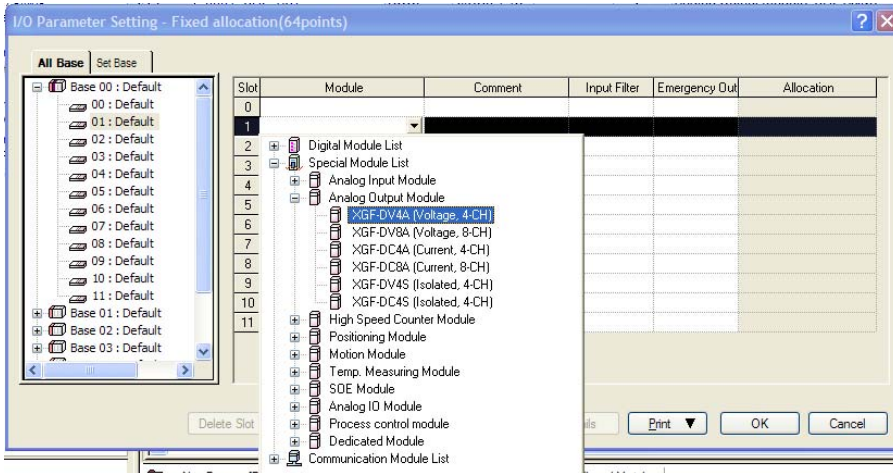 I/O Parameter Setting - Fixed allocation(64points)
All Base
Set Base
Base 00 : Default
00 : Default
01 : Default
02 : Default
03 : Default
04 : Default
05 : Default
06 : Default
07 : Default
08 : Default
09 : Default
10 : Default
11 : Default
Base 01 : Default
Base 02 : Default
Base 03 : Default
Slot Module Comment Input Filter Emergency Out Allocation
0
1
2
3
4
5
6
7
8
9
10
11
Digital Module List
Special Module List
Analog Input Module
Analog Output Module
XGF-DV4A (Voltage, 4-CH)
XGF-DV8A (Voltage, 8-CH)
XGF-DC4A (Current, 4-CH)
XGF-DC8A (Current, 8-CH)
XGF-DV4S (Isolated, 4-CH)
XGF-DC4S (Isolated, 4-CH)
High Speed Counter Module
Positioning Module
Motion Module
Temp. Measuring Module
SOE Module
Analog IO Module
Process control module
Dedicated Module
Communication Module List
Delete Slot
Print
OK
Cancel